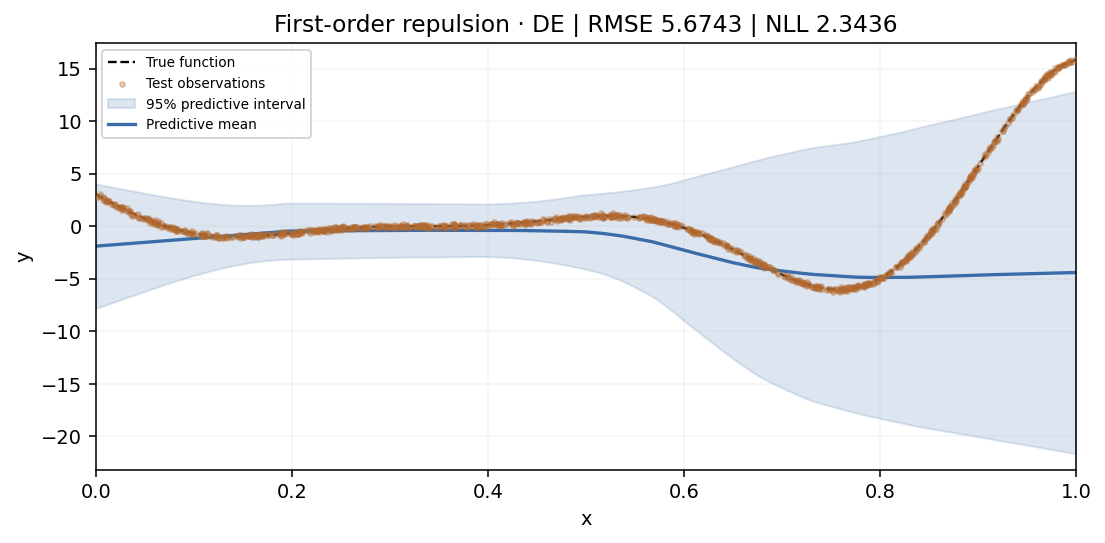 First-order repulsion · DE | RMSE 5.6743 | NLL 2.3436
True function
Test observations
95% predictive interval
Predictive mean
15
10
5
0
−5
−10
−15
−20
y
0.0 0.2 0.4 0.6 0.8 1.0
x